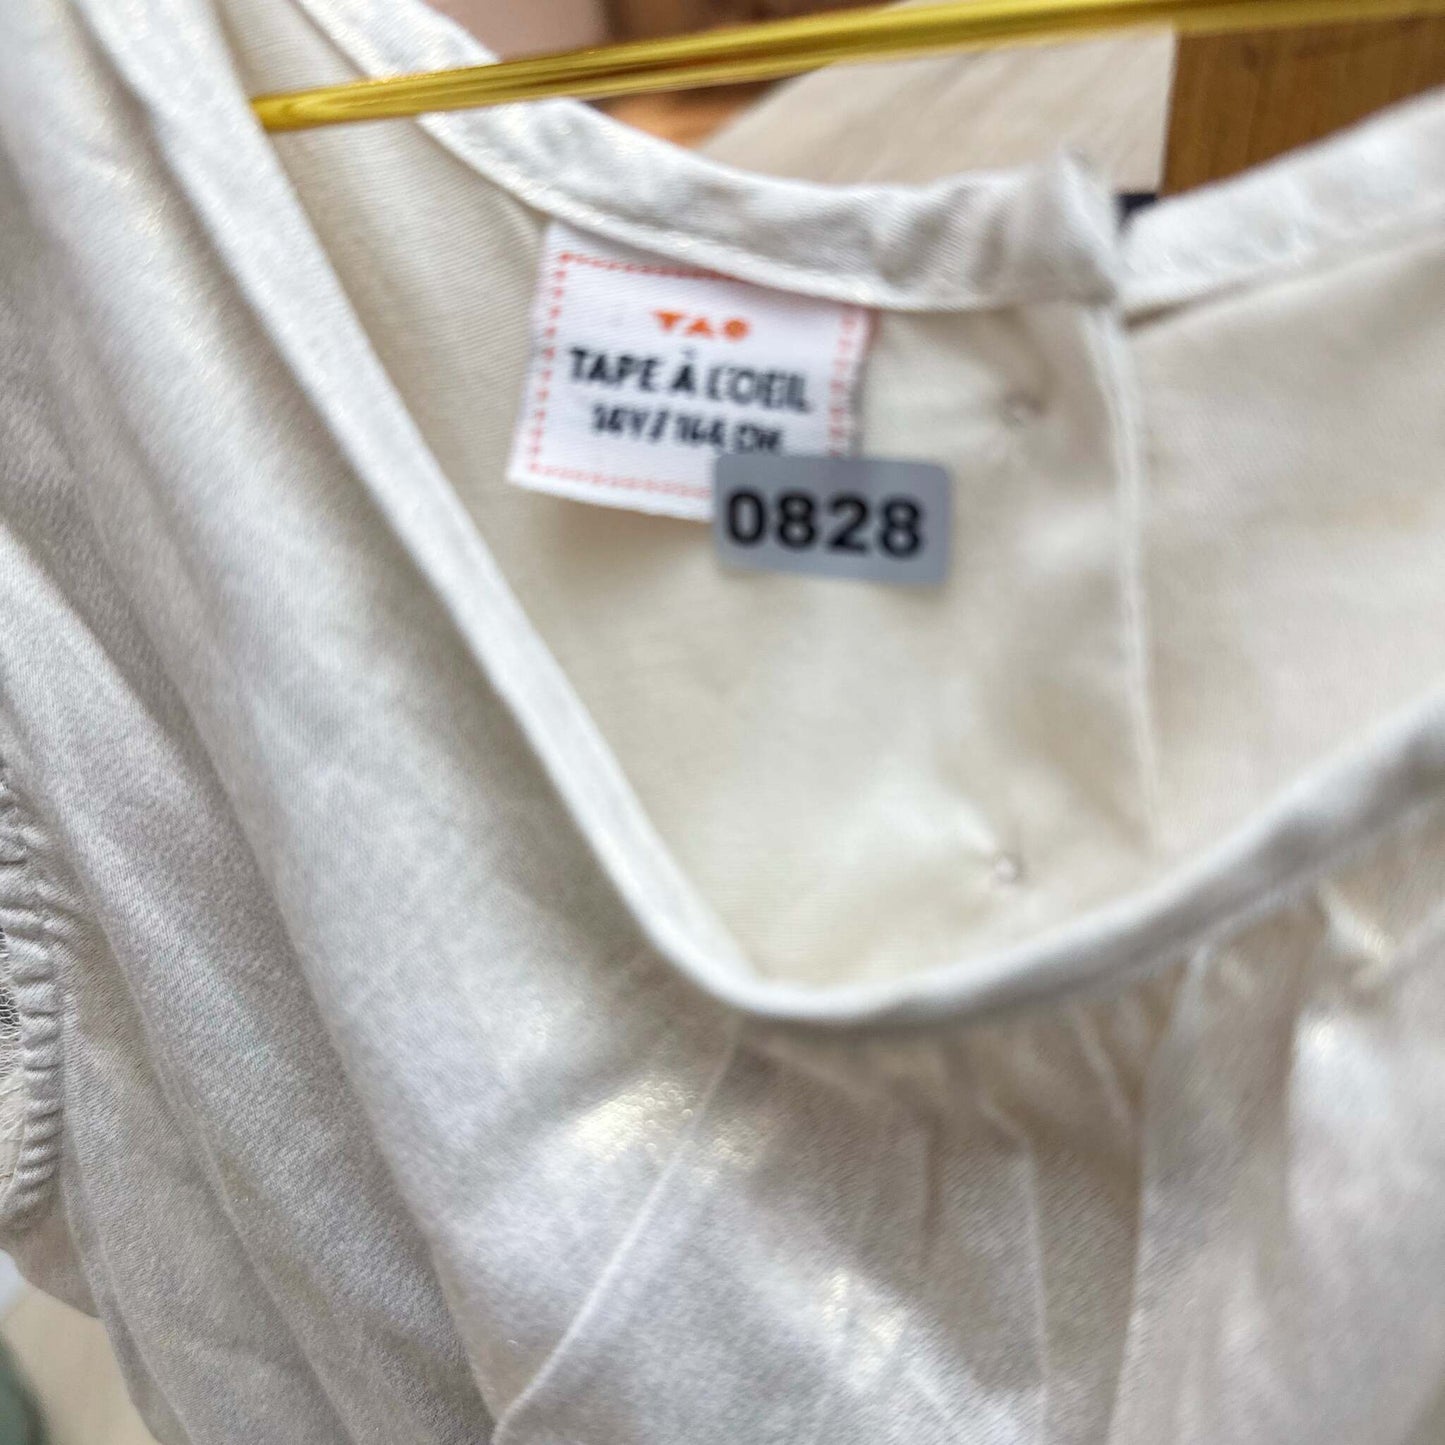 TAO
TAPE À L'OEIL
14Y/164 CM
0828